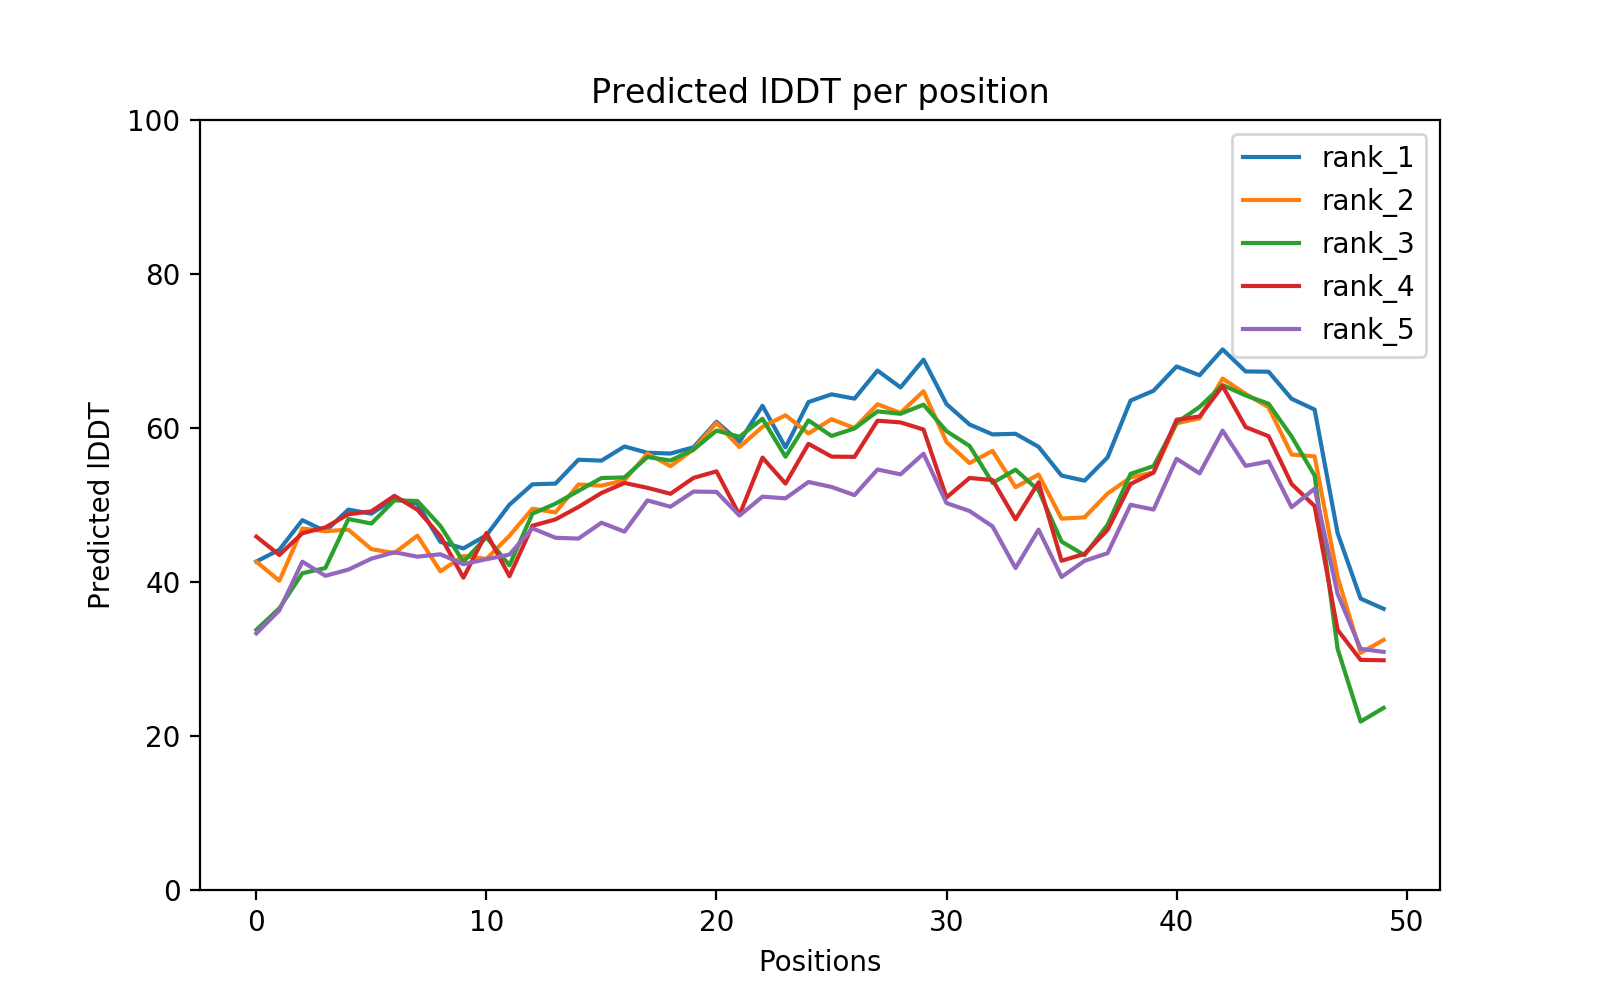 Predicted lDDT per position
100
80
60
40
20
0
Predicted lDDT
0 10 20 30 40 50
Positions
rank_1
rank_2
rank_3
rank_4
rank_5